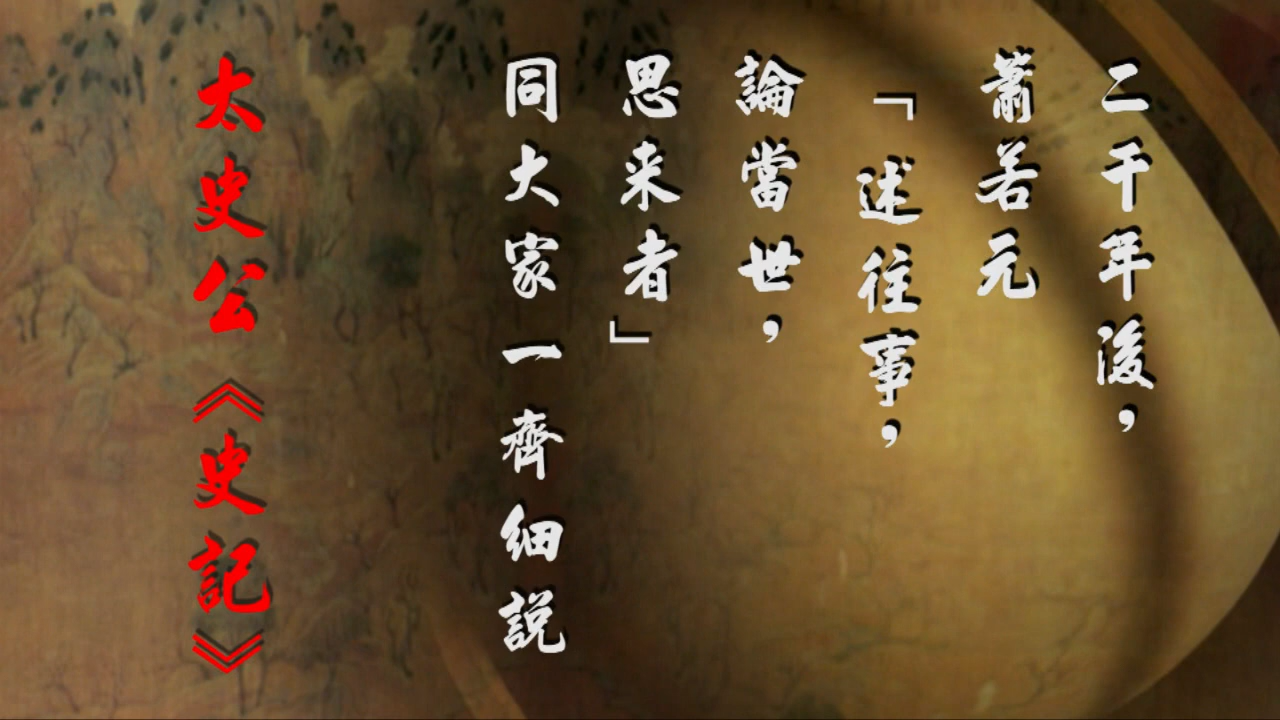 二千年後，
蕭若元
「述往事，
論當世，
思来者」
同大家一齊細説
太史公《史記》